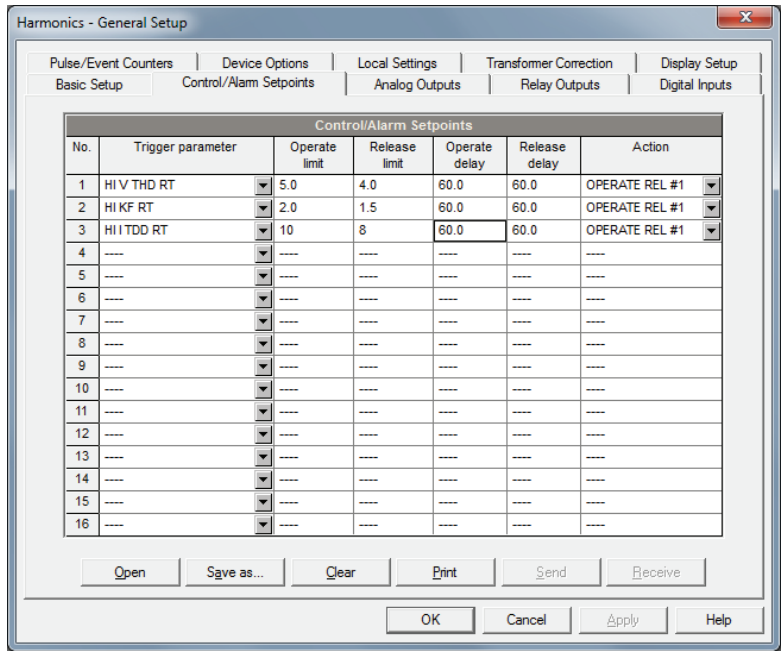 Harmonics - General Setup
Pulse/Event Counters Device Options Local Settings Transformer Correction Display Setup
Basic Setup Control/Alarm Setpoints Analog Outputs Relay Outputs Digital Inputs
Control/Alarm Setpoints
No. Trigger parameter Operate limit Release limit Operate delay Release delay Action
1 HI V THD RT 5.0 4.0 60.0 60.0 OPERATE REL #1
2 HI KF RT 2.0 1.5 60.0 60.0 OPERATE REL #1
3 HI I TDD RT 10 8 60.0 60.0 OPERATE REL #1
4 ---- ---- ---- ---- ---- ----
5 ---- ---- ---- ---- ---- ----
6 ---- ---- ---- ---- ---- ----
7 ---- ---- ---- ---- ---- ----
8 ---- ---- ---- ---- ---- ----
9 ---- ---- ---- ---- ---- ----
10 ---- ---- ---- ---- ---- ----
11 ---- ---- ---- ---- ---- ----
12 ---- ---- ---- ---- ---- ----
13 ---- ---- ---- ---- ---- ----
14 ---- ---- ---- ---- ---- ----
15 ---- ---- ---- ---- ---- ----
16 ---- ---- ---- ---- ---- ----
Open Save as... Clear Print Send Receive
OK Cancel Apply Help